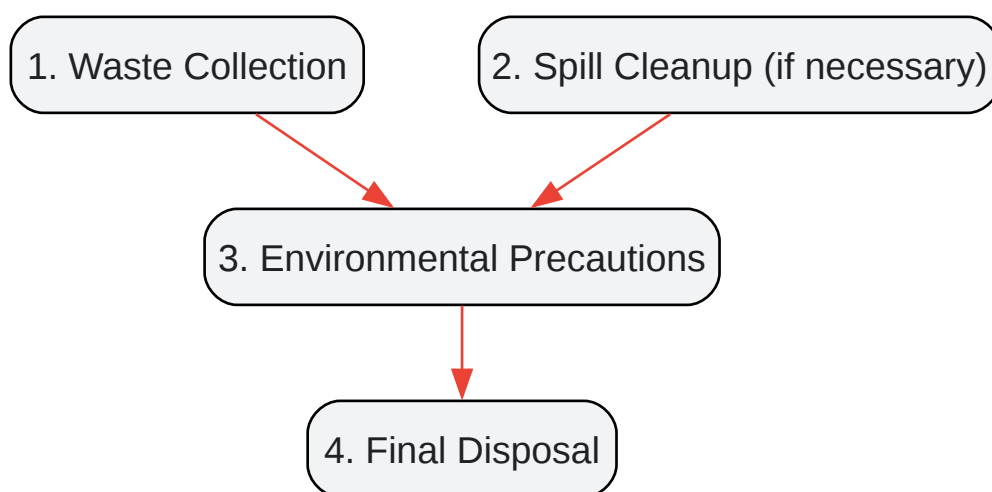 1. Waste Collection
2. Spill Cleanup (if necessary)
3. Environmental Precautions
4. Final Disposal